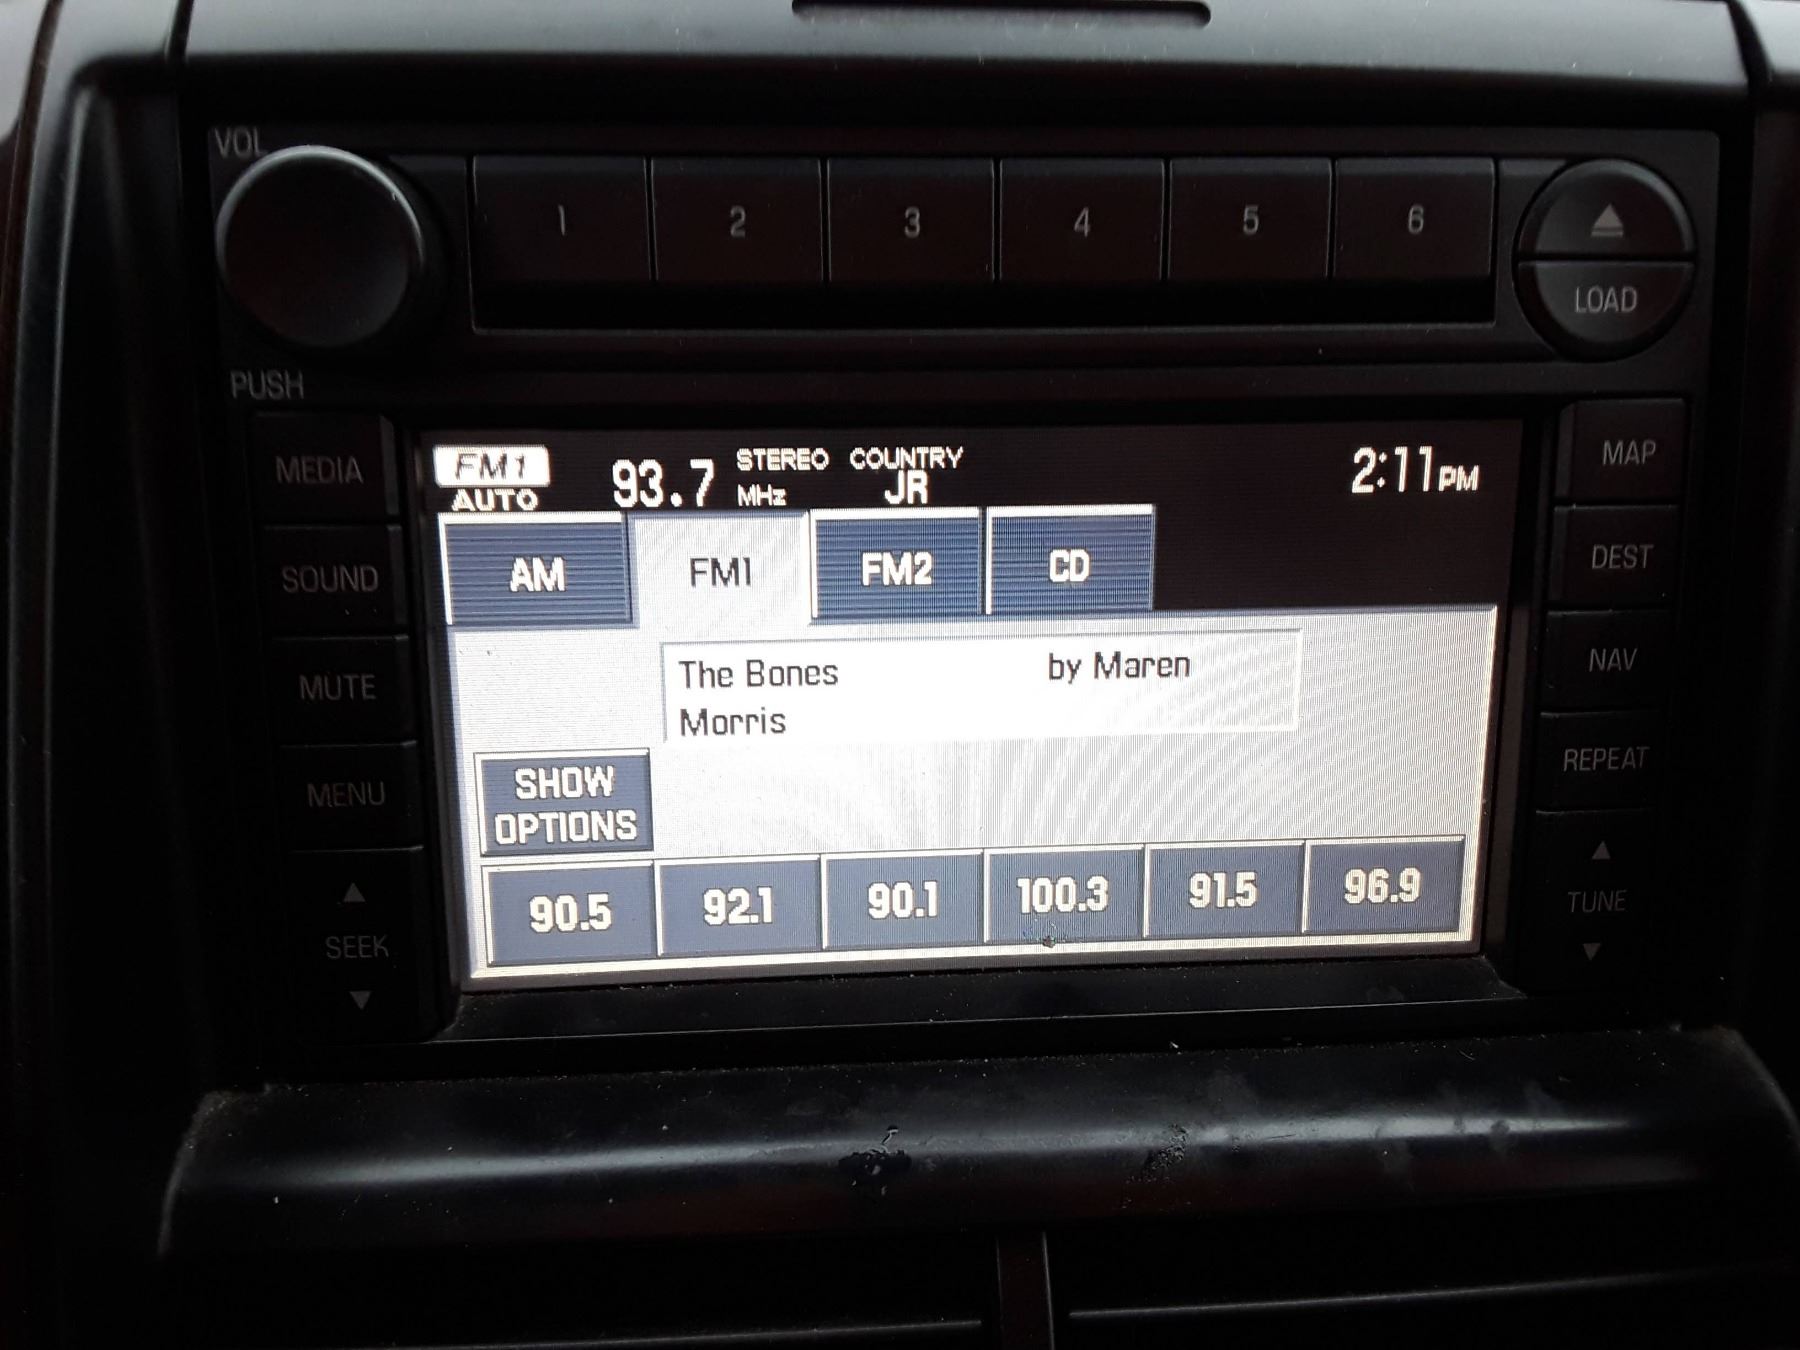 VOL
1 2 3 4 5 6
LOAD
PUSH
MEDIA
SOUND
MUTE
MENU
SEEK
FM1
AUTO
93.7
STEREO
MHz
COUNTRY
JR
2:11PM
AM FM1 FM2 CD
The Bones by Maren
Morris
SHOW
OPTIONS
90.5 92.1 90.1 100.3 91.5 96.9
MAP
DEST
NAV
REPEAT
TUNE